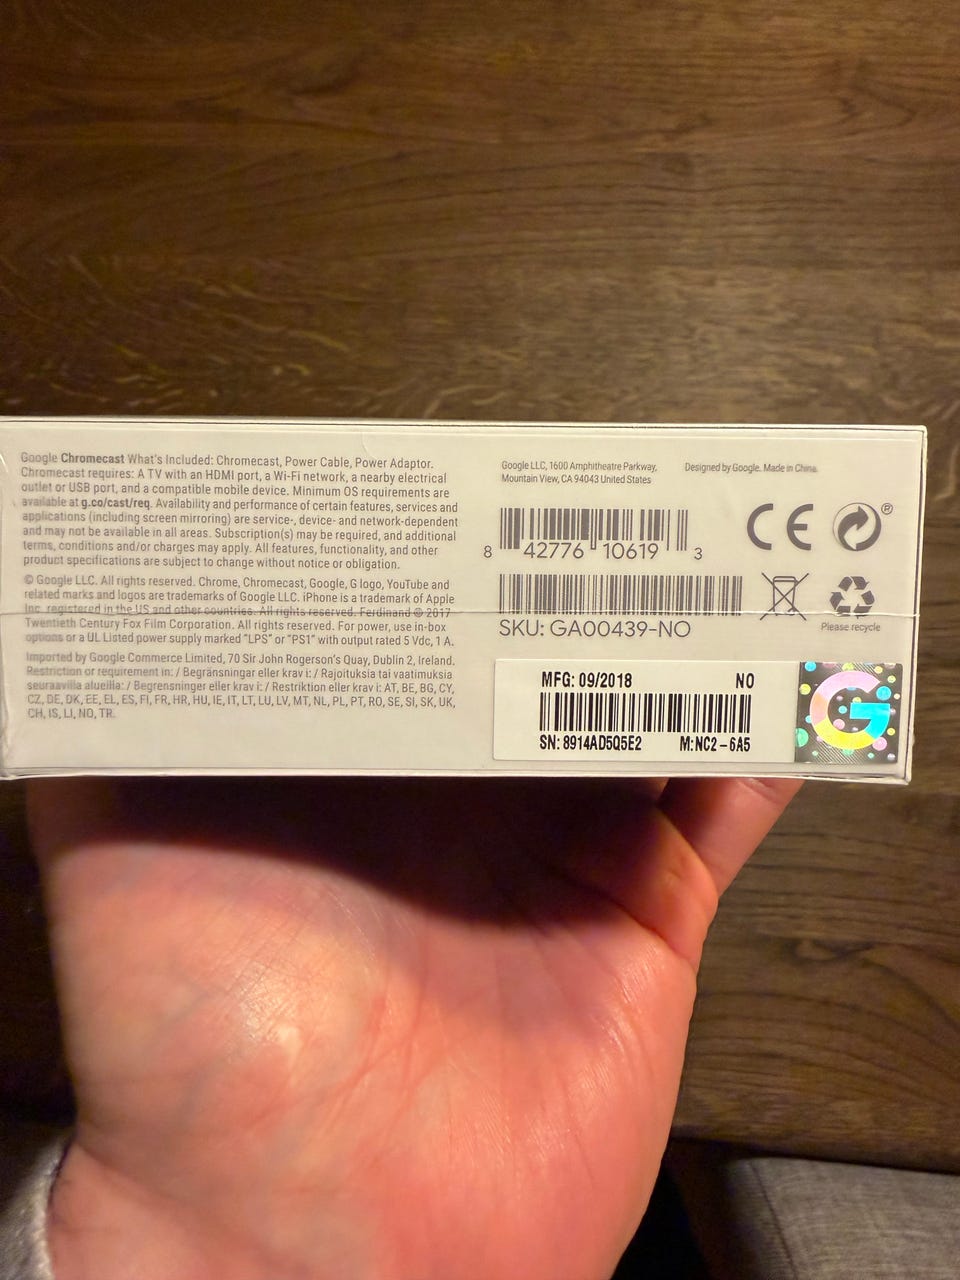 Google Chromecast What's Included: Chromecast, Power Cable, Power Adaptor.
Chromecast requires: A TV with an HDMI port, a Wi-Fi network, a nearby electrical
outlet or USB port, and a compatible mobile device. Minimum OS requirements are
available at g.co/cast/req. Availability and performance of certain features, services and
applications (including screen mirroring) are service-, device- and network-dependent
and may not be available in all areas. Subscription(s) may be required, and additional
terms, conditions and/or charges may apply. All features, functionality, and other
product specifications are subject to change without notice or obligation.
© Google LLC. All rights reserved. Chrome, Chromecast, Google, G logo, YouTube and
related marks and logos are trademarks of Google LLC. iPhone is a trademark of Apple
Inc. registered in the US and other countries. All rights reserved. Ferdinand © 2017
Twentieth Century Fox Film Corporation. All rights reserved. For power, use in-box
options or a UL Listed power supply marked "LPS" or "PS1" with output rated 5 Vdc, 1 A.
Imported by Google Commerce Limited, 70 Sir John Rogerson's Quay, Dublin 2, Ireland.
Restriction or requirement in: / Begränsningar eller krav i: / Rajoituksia tai vaatimuksia
seuraavilla alueilla: / Begrensninger eller krav i: / Restriktion eller krav i: AT, BE, BG, CY,
CZ, DE, DK, EE, EL, ES, FI, FR, HR, HU, IE, IT, LT, LU, LV, MT, NL, PL, PT, RO, SE, SI, SK, UK,
CH, IS, LI, NO, TR.
Google LLC, 1600 Amphitheatre Parkway,
Mountain View, CA 94043 United States
Designed by Google. Made in China.
8 42776 10619 3
CE
®
SKU: GA00439-NO
Please recycle
MFG: 09/2018 NO
SN: 8914AD5Q5E2 M:NC2-6A5
G